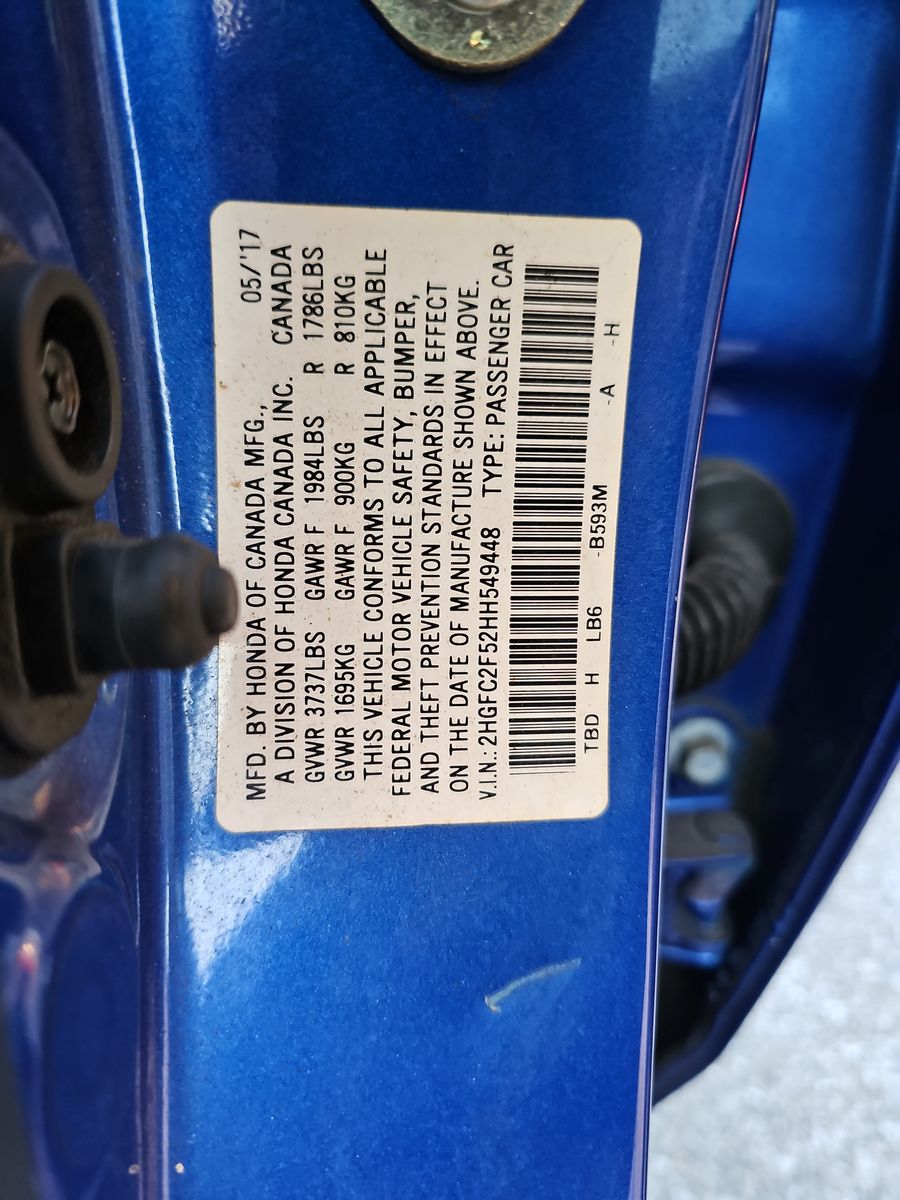 MFD. BY HONDA OF CANADA MFG., 05/'17
A DIVISION OF HONDA CANADA INC. CANADA
GVWR 3737LBS GAWR F 1984LBS R 1786LBS
GVWR 1695KG GAWR F 900KG R 810KG
THIS VEHICLE CONFORMS TO ALL APPLICABLE
FEDERAL MOTOR VEHICLE SAFETY, BUMPER,
AND THEFT PREVENTION STANDARDS IN EFFECT
ON THE DATE OF MANUFACTURE SHOWN ABOVE.
V.I.N.: 2HGFC2F52HH549448 TYPE: PASSENGER CAR
TBD - H LB6 -B593M -A -H